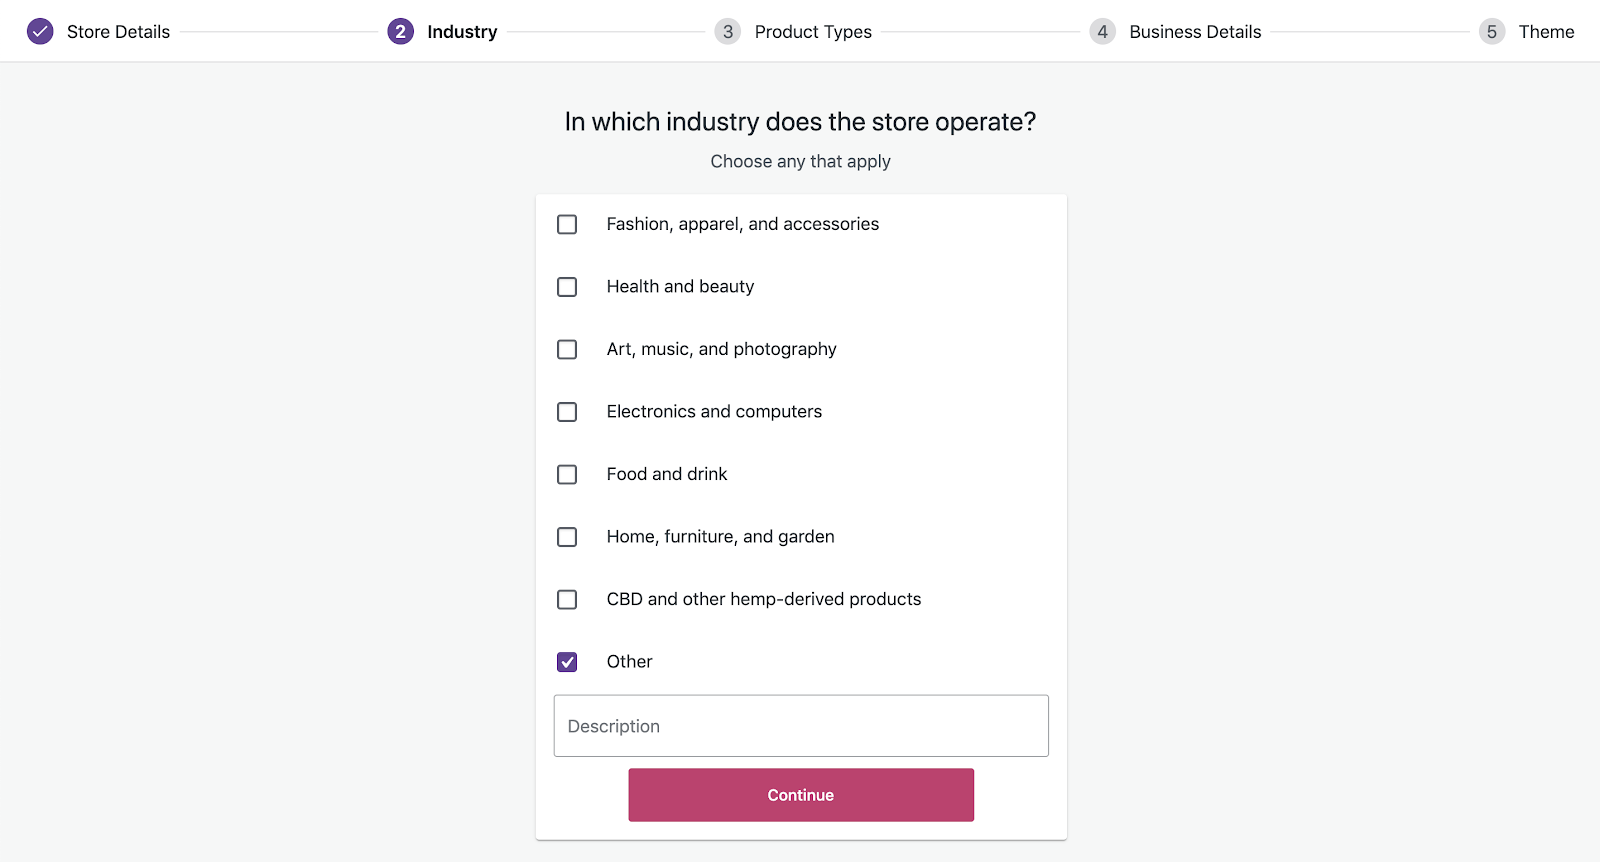 Store Details
2 Industry
3 Product Types
4 Business Details
5 Theme
In which industry does the store operate?
Choose any that apply
Fashion, apparel, and accessories
Health and beauty
Art, music, and photography
Electronics and computers
Food and drink
Home, furniture, and garden
CBD and other hemp-derived products
Other
Description
Continue